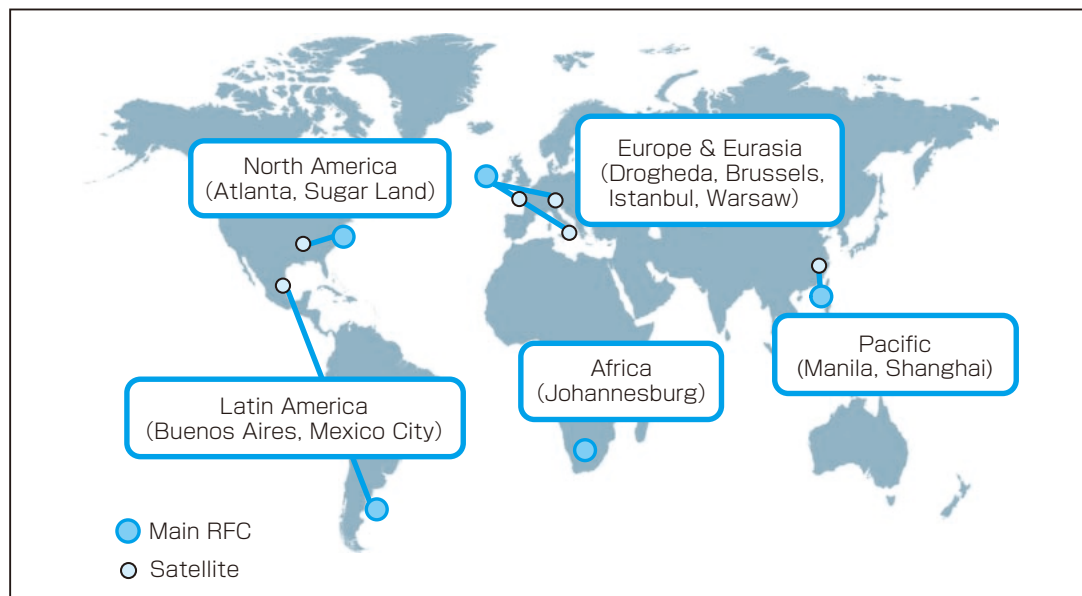 North America
(Atlanta, Sugar Land)
Europe & Eurasia
(Drogheda, Brussels,
Istanbul, Warsaw)
Pacific
(Manila, Shanghai)
Africa
(Johannesburg)
Latin America
(Buenos Aires, Mexico City)
Main RFC
Satellite